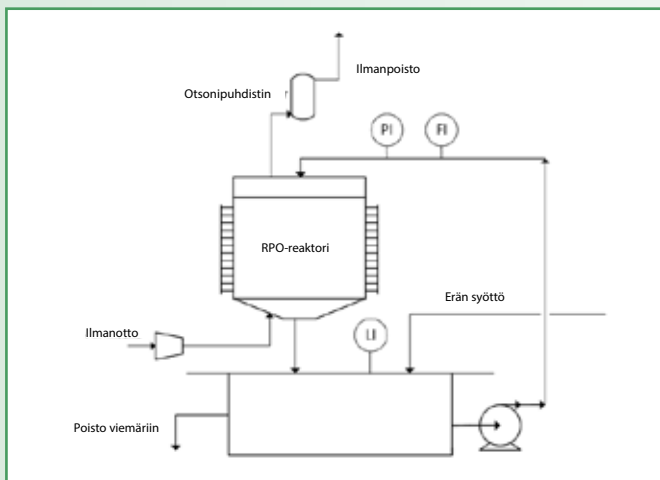 Ilmanpoisto
Otsonipuhdistin
PI
FI
RPO-reaktori
Erän syöttö
Ilmanotto
LI
Poisto viemäriin